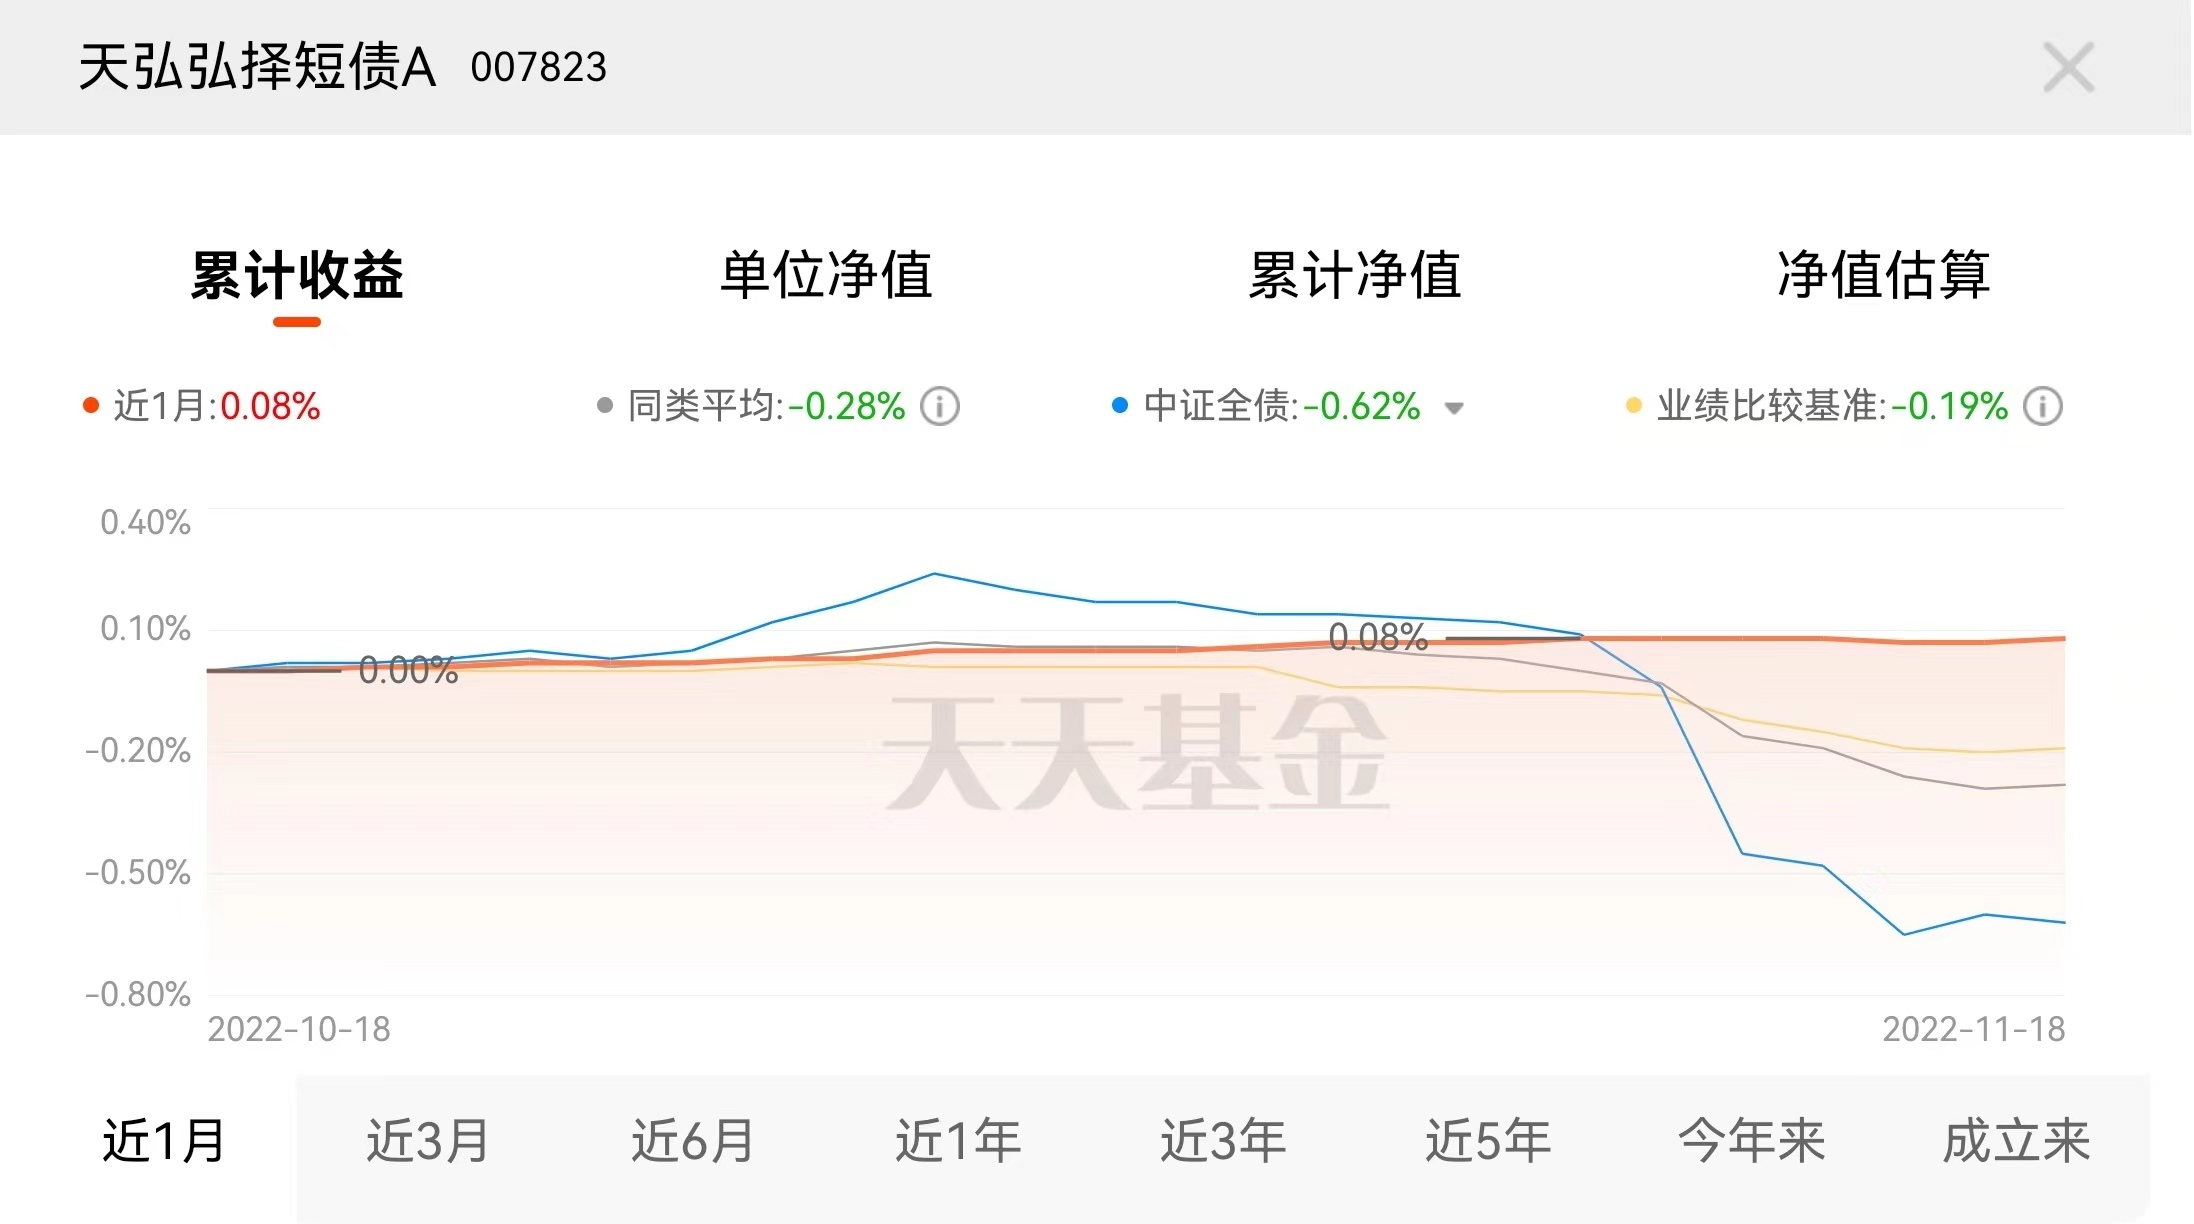 天弘弘择短债A 007823
累计收益 单位净值 累计净值 净值估算
近1月:0.08% 同类平均:-0.28% 中证全债:-0.62% 业绩比较基准:-0.19%
0.40%
0.10%
0.08%
0.00%
-0.20%
天天基金
-0.50%
-0.80%
2022-10-18 2022-11-18
近1月 近3月 近6月 近1年 近3年 近5年 今年来 成立来